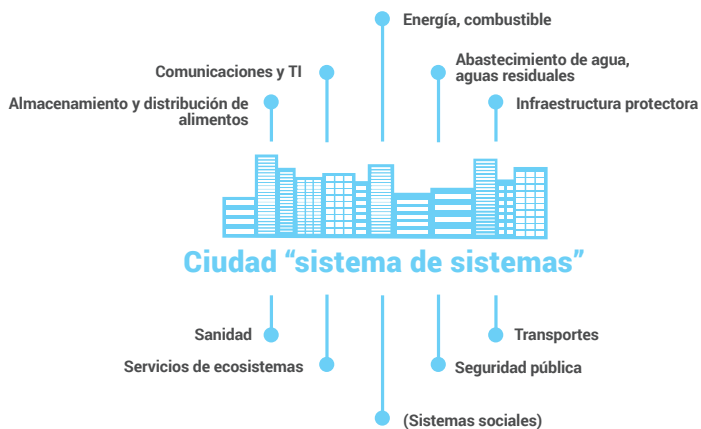 Energía, combustible
Comunicaciones y TI
Abastecimiento de agua,
aguas residuales
Almacenamiento y distribución de
alimentos
Infraestructura protectora
Ciudad “sistema de sistemas”
Sanidad
Transportes
Servicios de ecosistemas
Seguridad pública
(Sistemas sociales)